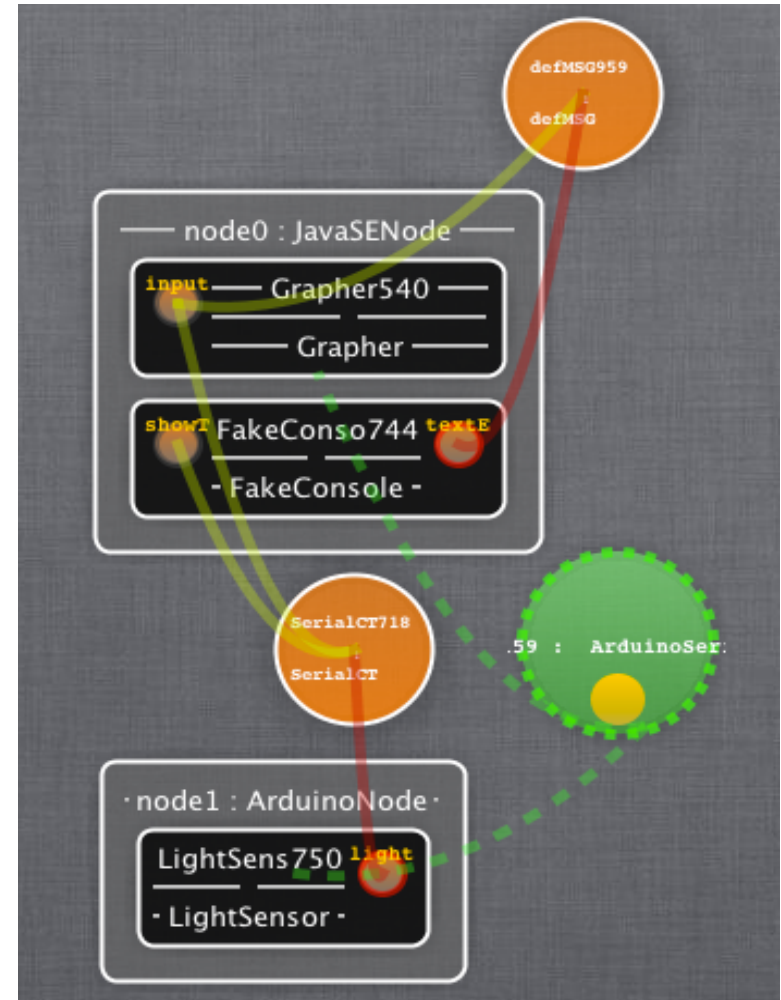 defMSG959
:
defMSG
node0 : JavaSENode
input
Grapher540
Grapher
showT
FakeConso744
textE
- FakeConsole -
SerialCT718
:
SerialCT
.59 : ArduinoSer
node1 : ArduinoNode
LightSens750
light
- LightSensor -